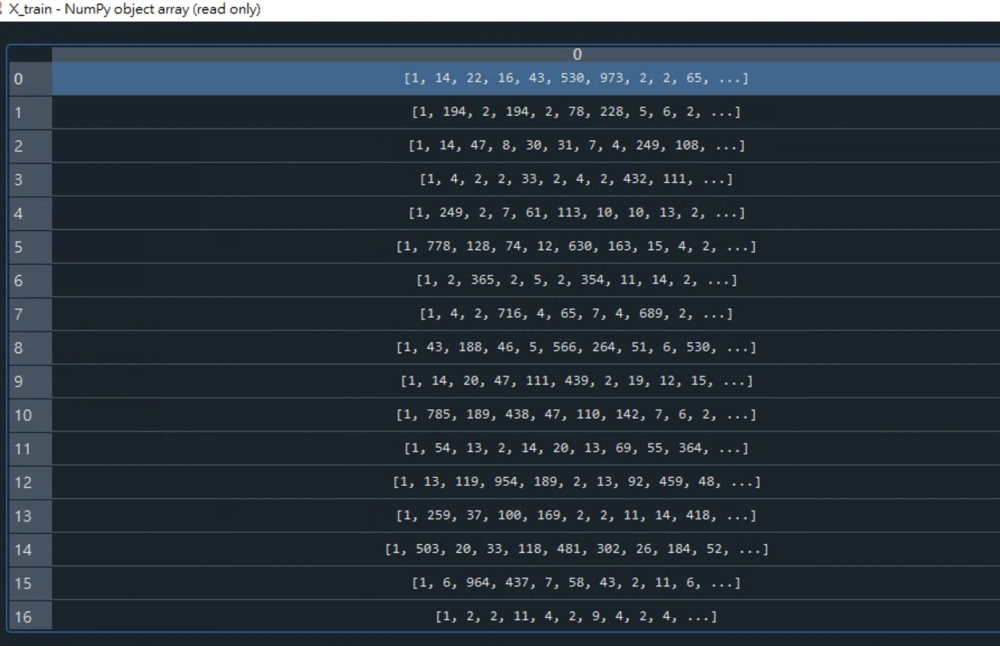 X_train - NumPy object array (read only)
0
0 [1, 14, 22, 16, 43, 530, 973, 2, 2, 65, ...]
1 [1, 194, 2, 194, 2, 78, 228, 5, 6, 2, ...]
2 [1, 14, 47, 8, 30, 31, 7, 4, 249, 108, ...]
3 [1, 4, 2, 2, 33, 2, 4, 2, 432, 111, ...]
4 [1, 249, 2, 7, 61, 113, 10, 10, 13, 2, ...]
5 [1, 778, 128, 74, 12, 630, 163, 15, 4, 2, ...]
6 [1, 2, 365, 2, 5, 2, 354, 11, 14, 2, ...]
7 [1, 4, 2, 716, 4, 65, 7, 4, 689, 2, ...]
8 [1, 43, 188, 46, 5, 566, 264, 51, 6, 530, ...]
9 [1, 14, 20, 47, 111, 439, 2, 19, 12, 15, ...]
10 [1, 785, 189, 438, 47, 110, 142, 7, 6, 2, ...]
11 [1, 54, 13, 2, 14, 20, 13, 69, 55, 364, ...]
12 [1, 13, 119, 954, 189, 2, 13, 92, 459, 48, ...]
13 [1, 259, 37, 100, 169, 2, 2, 11, 14, 418, ...]
14 [1, 503, 20, 33, 118, 481, 302, 26, 184, 52, ...]
15 [1, 6, 964, 437, 7, 58, 43, 2, 11, 6, ...]
16 [1, 2, 2, 11, 4, 2, 9, 4, 2, 4, ...]